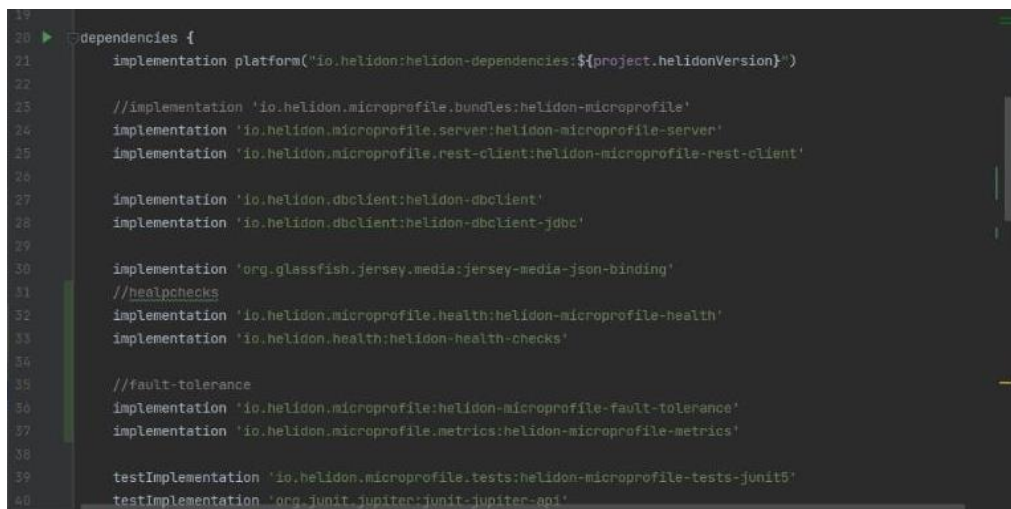 19
20 dependencies {
21 implementation platform("io.helidon:helidon-dependencies:${project.helidonVersion}")
22
23 //implementation 'io.helidon.microprofile.bundles:helidon-microprofile'
24 implementation 'io.helidon.microprofile.server:helidon-microprofile-server'
25 implementation 'io.helidon.microprofile.rest-client:helidon-microprofile-rest-client'
26
27 implementation 'io.helidon.dbclient:helidon-dbclient'
28 implementation 'io.helidon.dbclient:helidon-dbclient-jdbc'
29
30 implementation 'org.glassfish.jersey.media:jersey-media-json-binding'
31 //healpchecks
32 implementation 'io.helidon.microprofile.health:helidon-microprofile-health'
33 implementation 'io.helidon.health:helidon-health-checks'
34
35 //fault-tolerance
36 implementation 'io.helidon.microprofile:helidon-microprofile-fault-tolerance'
37 implementation 'io.helidon.microprofile.metrics:helidon-microprofile-metrics'
38
39 testImplementation 'io.helidon.microprofile.tests:helidon-microprofile-tests-junit5'
40 testImplementation 'org.junit.jupiter:junit-jupiter-api'